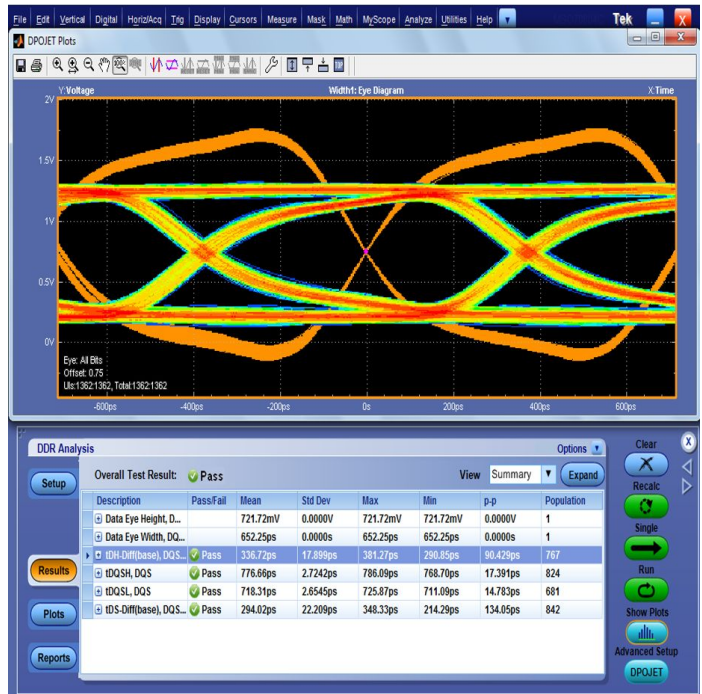 File Edit Vertical Digital Horiz/Acq Trig Display Cursors Measure Mask Math MyScope Analyze Utilities Help Tek X
DPOJET Plots
Y:Voltage Width1: Eye Diagram X:Time
2V
1.5V
1V
0.5V
0V
Eye: All Bits
Offset: 0.75
UIs:1362:1362, Total:1362:1362
-600ps -400ps -200ps 0s 200ps 400ps 600ps
DDR Analysis Options Clear
Setup Overall Test Result: Pass View Summary Expand
Recalc
Description Pass/Fail Mean Std Dev Max Min p-p Population
Data Eye Height, D... 721.72mV 0.0000V 721.72mV 721.72mV 0.0000V 1
Single
Data Eye Width, DQ... 652.25ps 0.0000s 652.25ps 652.25ps 0.0000s 1
tDH-Diff(base), DQS... Pass 336.72ps 17.899ps 381.27ps 290.85ps 90.429ps 767
Results tDQSH, DQS Pass 776.66ps 2.7242ps 786.09ps 768.70ps 17.391ps 824
Run
tDQSL, DQS Pass 718.31ps 2.6545ps 725.87ps 711.09ps 14.783ps 681
Plots tDS-Diff(base), DQS... Pass 294.02ps 22.209ps 348.33ps 214.29ps 134.05ps 842
Show Plots
Reports
Advanced Setup
DPOJET